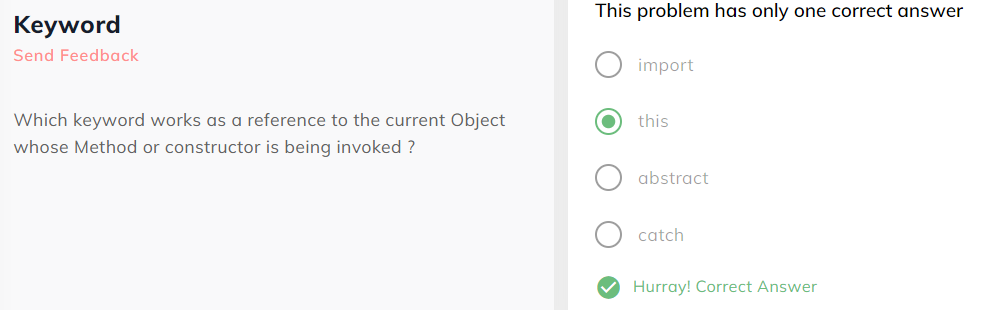 Keyword
Send Feedback
Which keyword works as a reference to the current Object
whose Method or constructor is being invoked ?
This problem has only one correct answer
import
this
abstract
catch
Hurray! Correct Answer